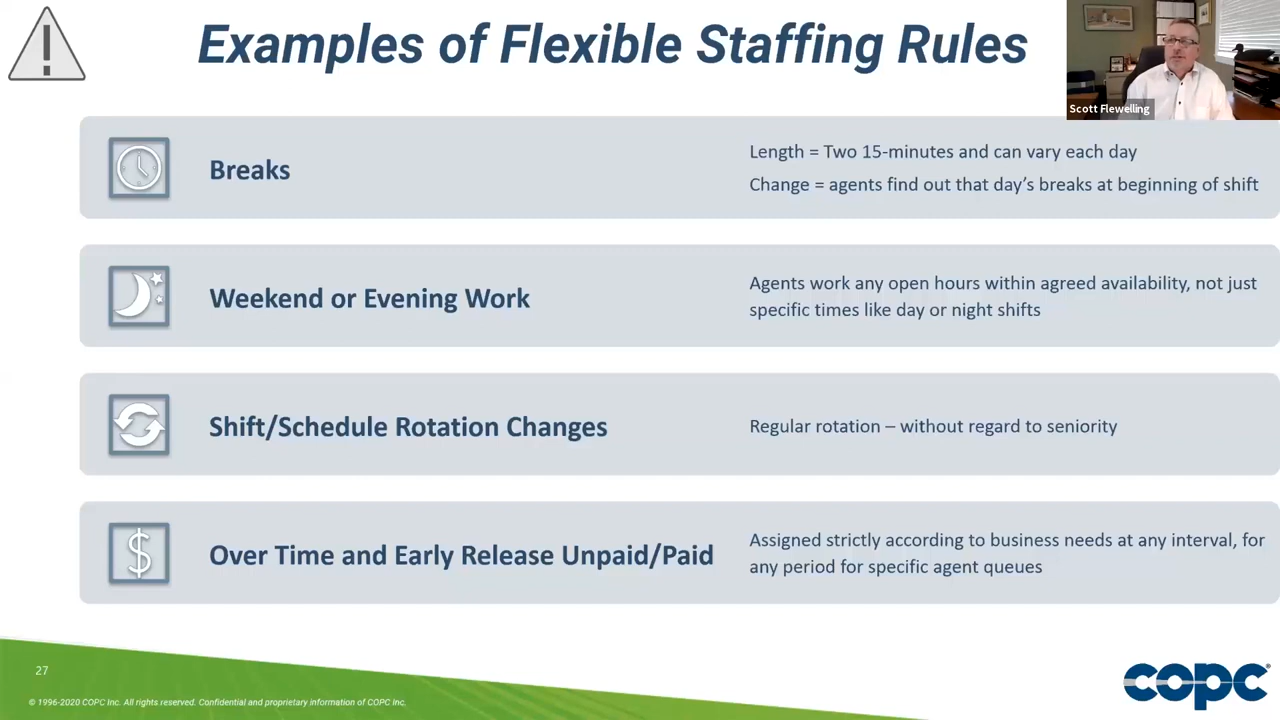 Examples of Flexible Staffing Rules
Scott Flewelling
Breaks
Length = Two 15-minutes and can vary each day
Change = agents find out that day’s breaks at beginning of shift
Weekend or Evening Work
Agents work any open hours within agreed availability, not just
specific times like day or night shifts
Shift/Schedule Rotation Changes
Regular rotation – without regard to seniority
Over Time and Early Release Unpaid/Paid
Assigned strictly according to business needs at any interval, for
any period for specific agent queues
27
© 1996-2020 COPC Inc. All rights reserved. Confidential and proprietary information of COPC Inc.
copc®